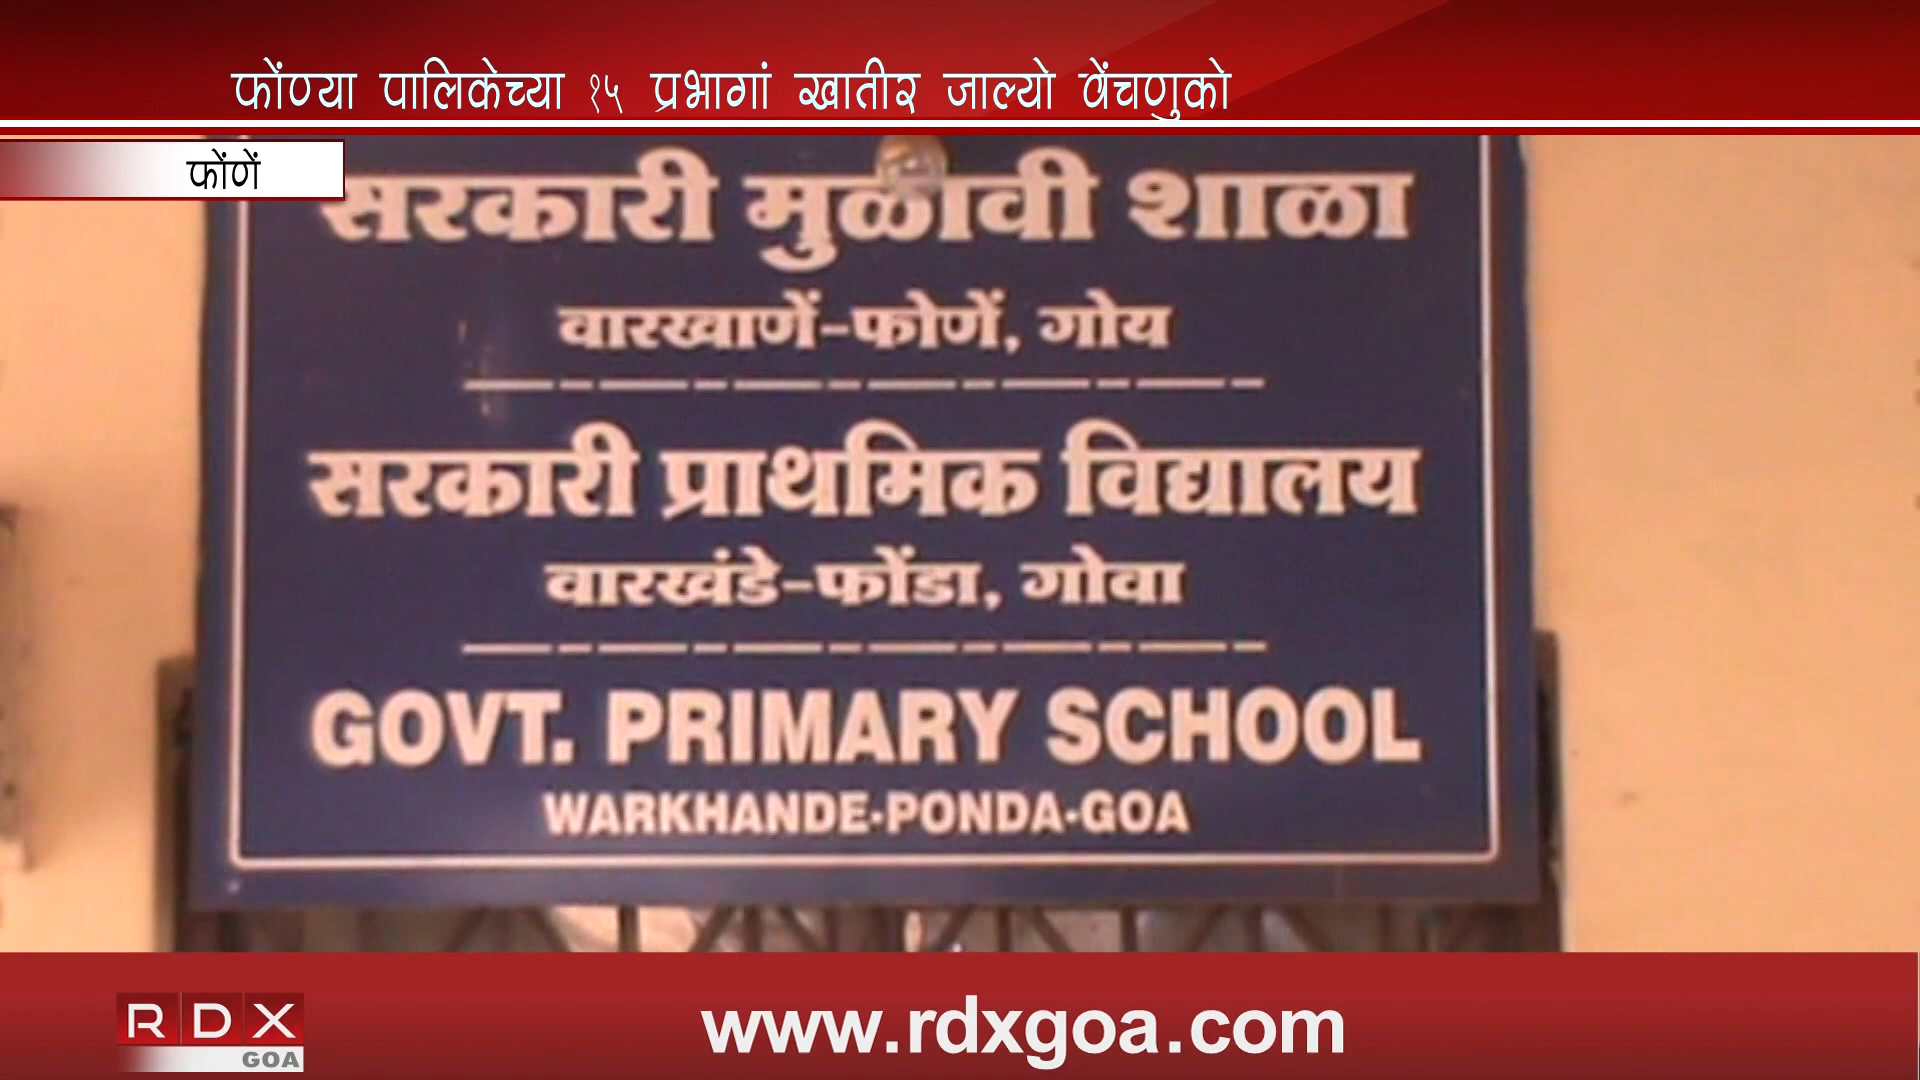 फोंण्या पालिकेच्या १५ प्रभागां खातीर जाल्यो वेंचणुको
फोंणें
सरकारी मुळावी शाळा
वारखाणें-फोणें, गोय
सरकारी प्राथमिक विद्यालय
वारखंडे-फोंडा, गोवा
GOVT. PRIMARY SCHOOL
WARKHANDE-PONDA-GOA
RDX
GOA
www.rdxgoa.com